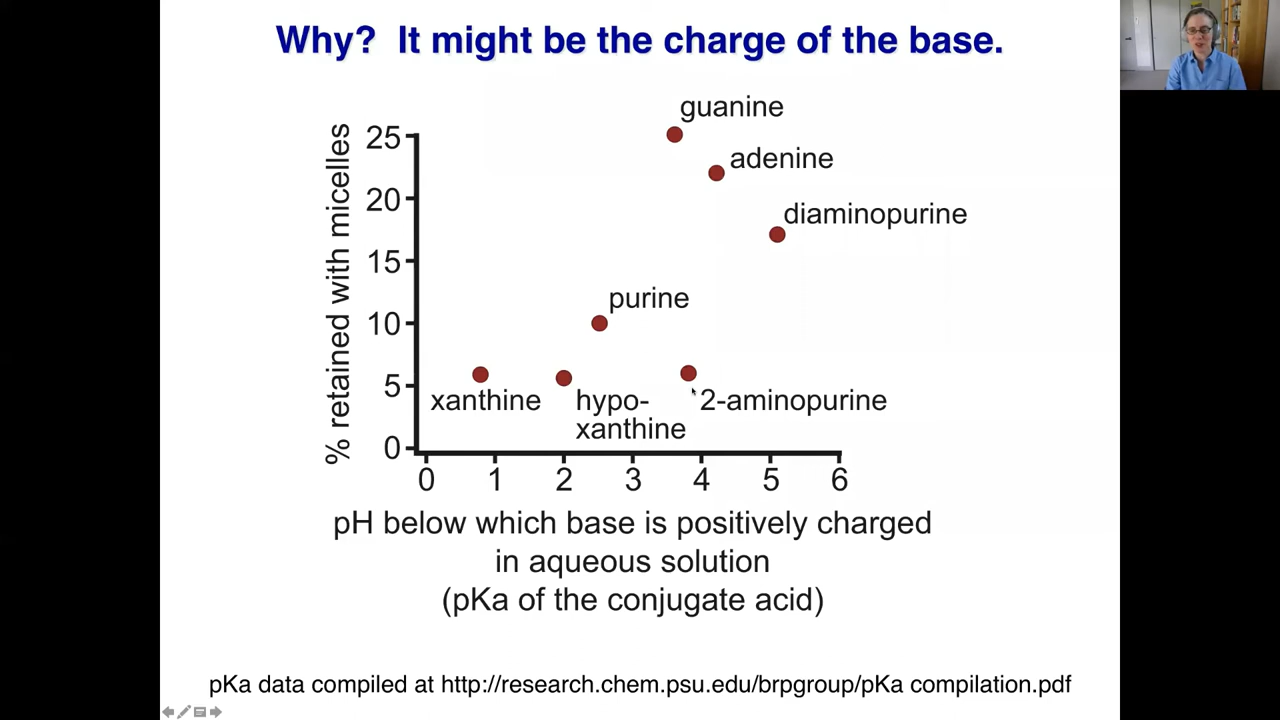 Why? It might be the charge of the base.
% retained with micelles
25
20
15
10
5
0
guanine
adenine
diaminopurine
purine
xanthine
hypo-
xanthine
2-aminopurine
0 1 2 3 4 5 6
pH below which base is positively charged
in aqueous solution
(pKa of the conjugate acid)
pKa data compiled at http://research.chem.psu.edu/brpgroup/pKa compilation.pdf